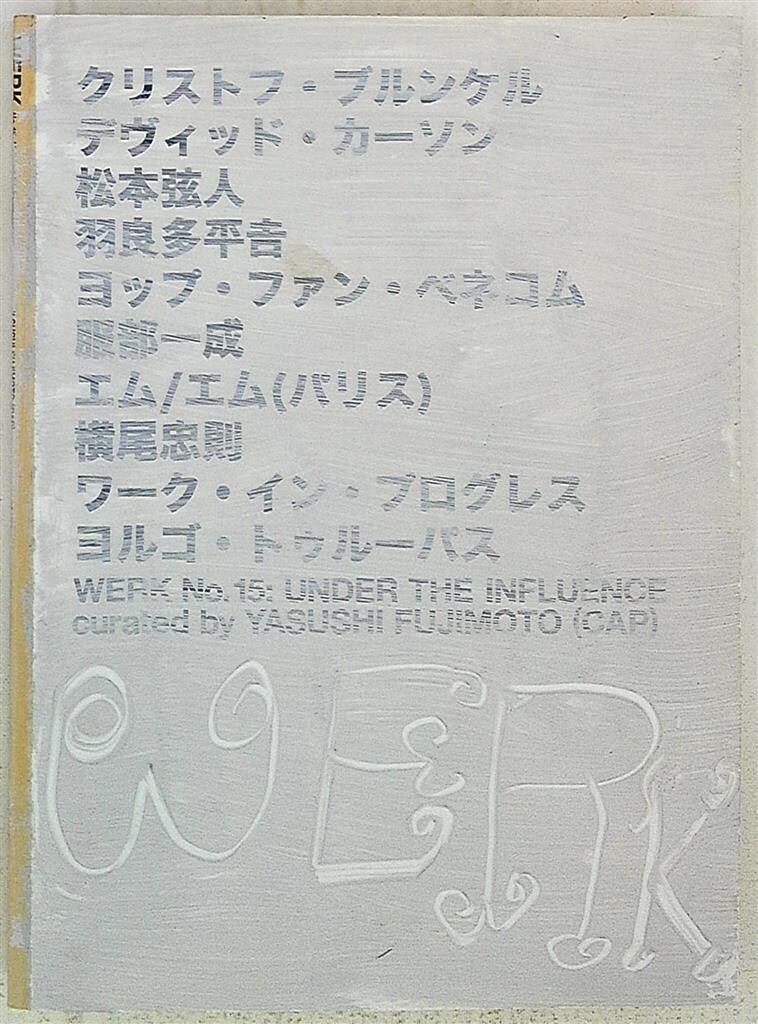 クリストフ・ブルンケル
デヴィッド・カーソン
松本弦人
羽良多平吉
ヨップ・ファン・ベネコム
服部一成
エム/エム(パリス)
横尾忠則
ワーク・イン・プログレス
ヨルゴ・トゥルーパス
WERK No.15: UNDER THE INFLUENCE
curated by YASUSHI FUJIMOTO (CAP)
WERK
WERK